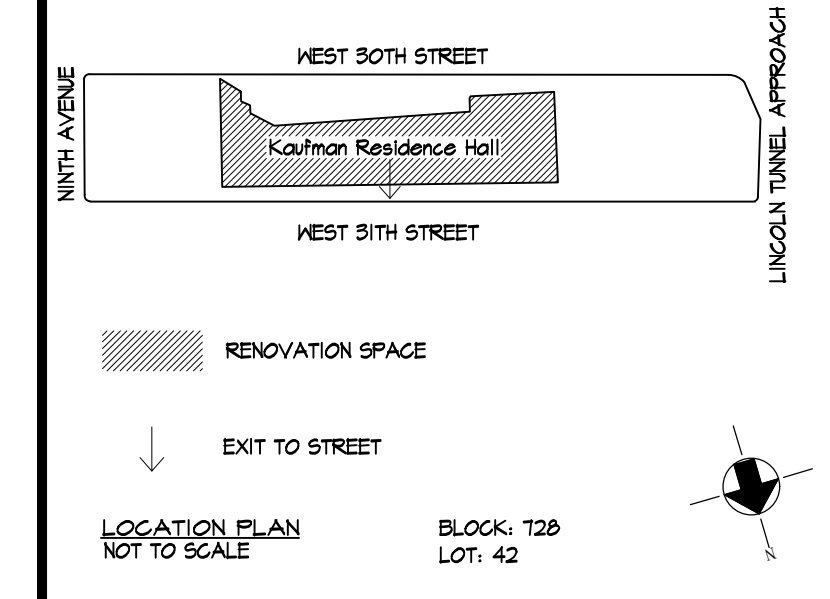 WEST 30TH STREET
NINTH AVENUE
LINCOLN TUNNEL APPROACH
Kaufman Residence Hall
WEST 31TH STREET
RENOVATION SPACE
EXIT TO STREET
LOCATION PLAN
NOT TO SCALE
BLOCK: 728
LOT: 42
N